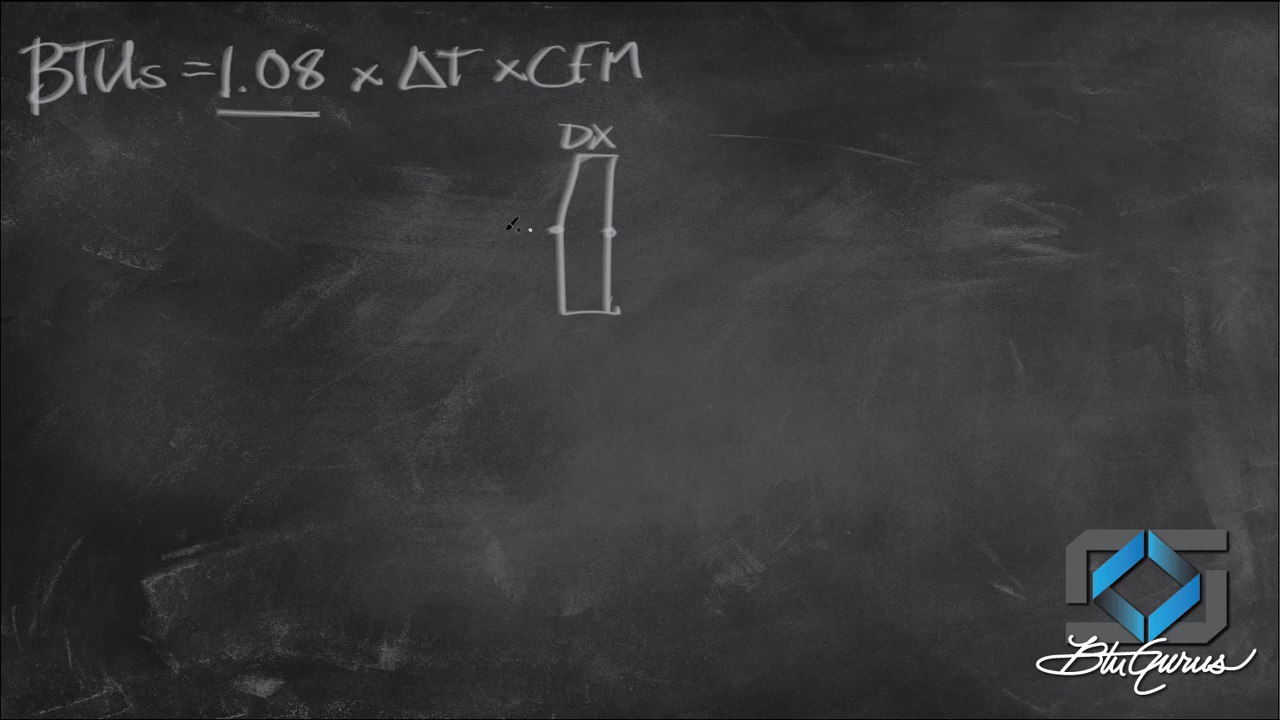 BTUs = 1.08 x ΔT x CFM
DX
BtuGurus